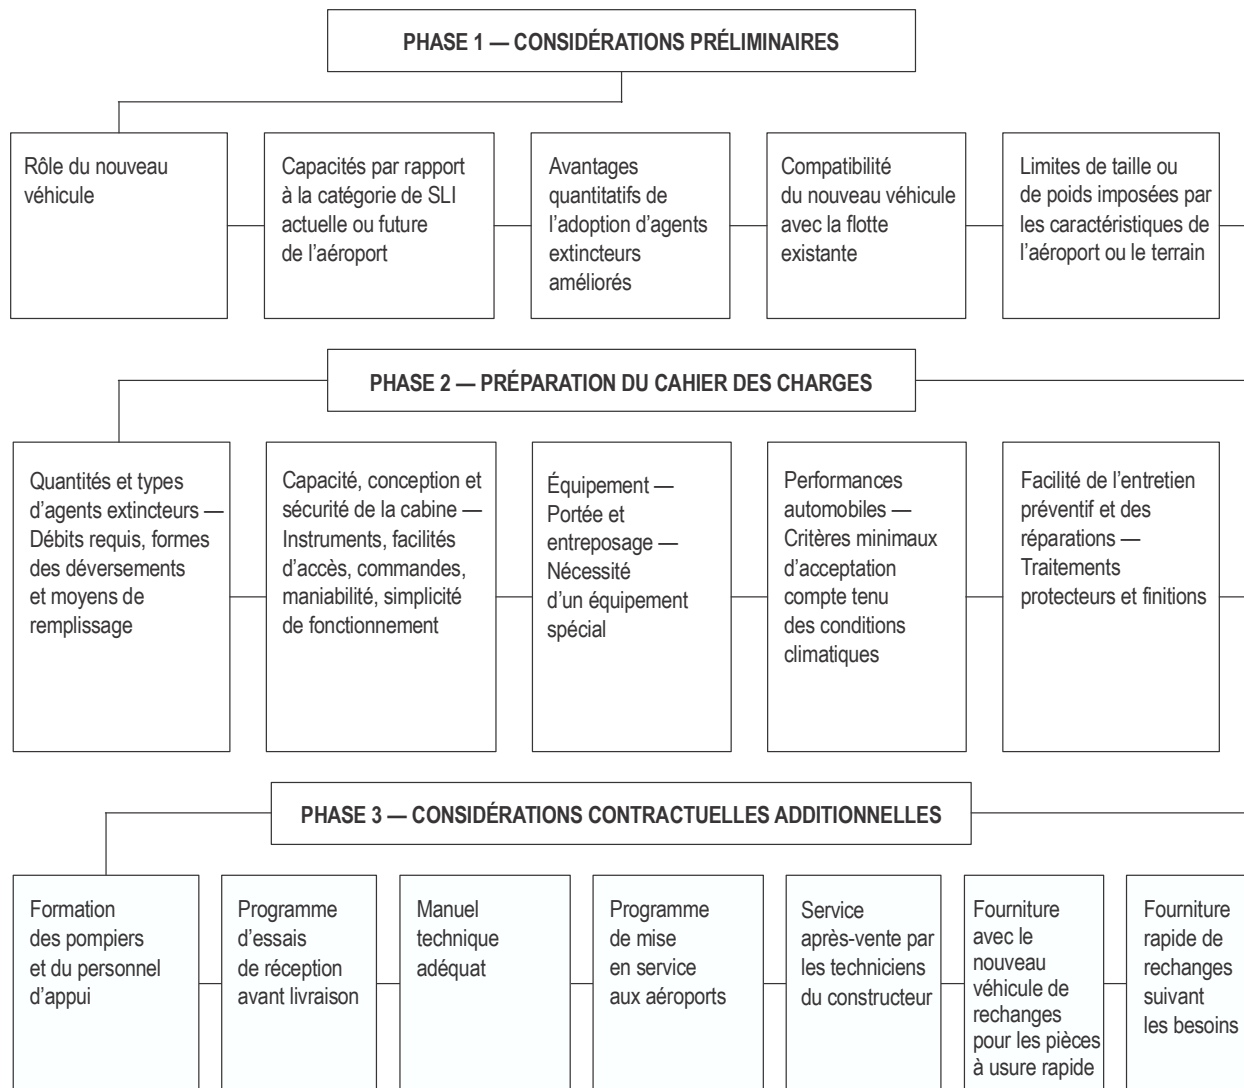 PHASE 1 — CONSIDÉRATIONS PRÉLIMINAIRES
Rôle du nouveau
véhicule
Capacités par rapport
à la catégorie de SLI
actuelle ou future
de l’aéroport
Avantages
quantitatifs de
l’adoption d’agents
extincteurs
améliorés
Compatibilité
du nouveau véhicule
avec la flotte
existante
Limites de taille ou
de poids imposées par
les caractéristiques de
l’aéroport ou le terrain
PHASE 2 — PRÉPARATION DU CAHIER DES CHARGES
Quantités et types
d’agents extincteurs —
Débits requis, formes
des déversements
et moyens de
remplissage
Capacité, conception et
sécurité de la cabine —
Instruments, facilités
d’accès, commandes,
maniabilité, simplicité
de fonctionnement
Équipement —
Portée et
entreposage —
Nécessité
d’un équipement
spécial
Performances
automobiles —
Critères minimaux
d’acceptation
compte tenu
des conditions
climatiques
Facilité de l’entretien
préventif et des
réparations —
Traitements
protecteurs et finitions
PHASE 3 — CONSIDÉRATIONS CONTRACTUELLES ADDITIONNELLES
Formation
des pompiers
et du personnel
d’appui
Programme
d’essais
de réception
avant livraison
Manuel
technique
adéquat
Programme
de mise
en service
aux aéroports
Service
après-vente par
les techniciens
du constructeur
Fourniture
avec le
nouveau
véhicule de
rechanges
pour les pièces
à usure rapide
Fourniture
rapide de
rechanges
suivant
les besoins